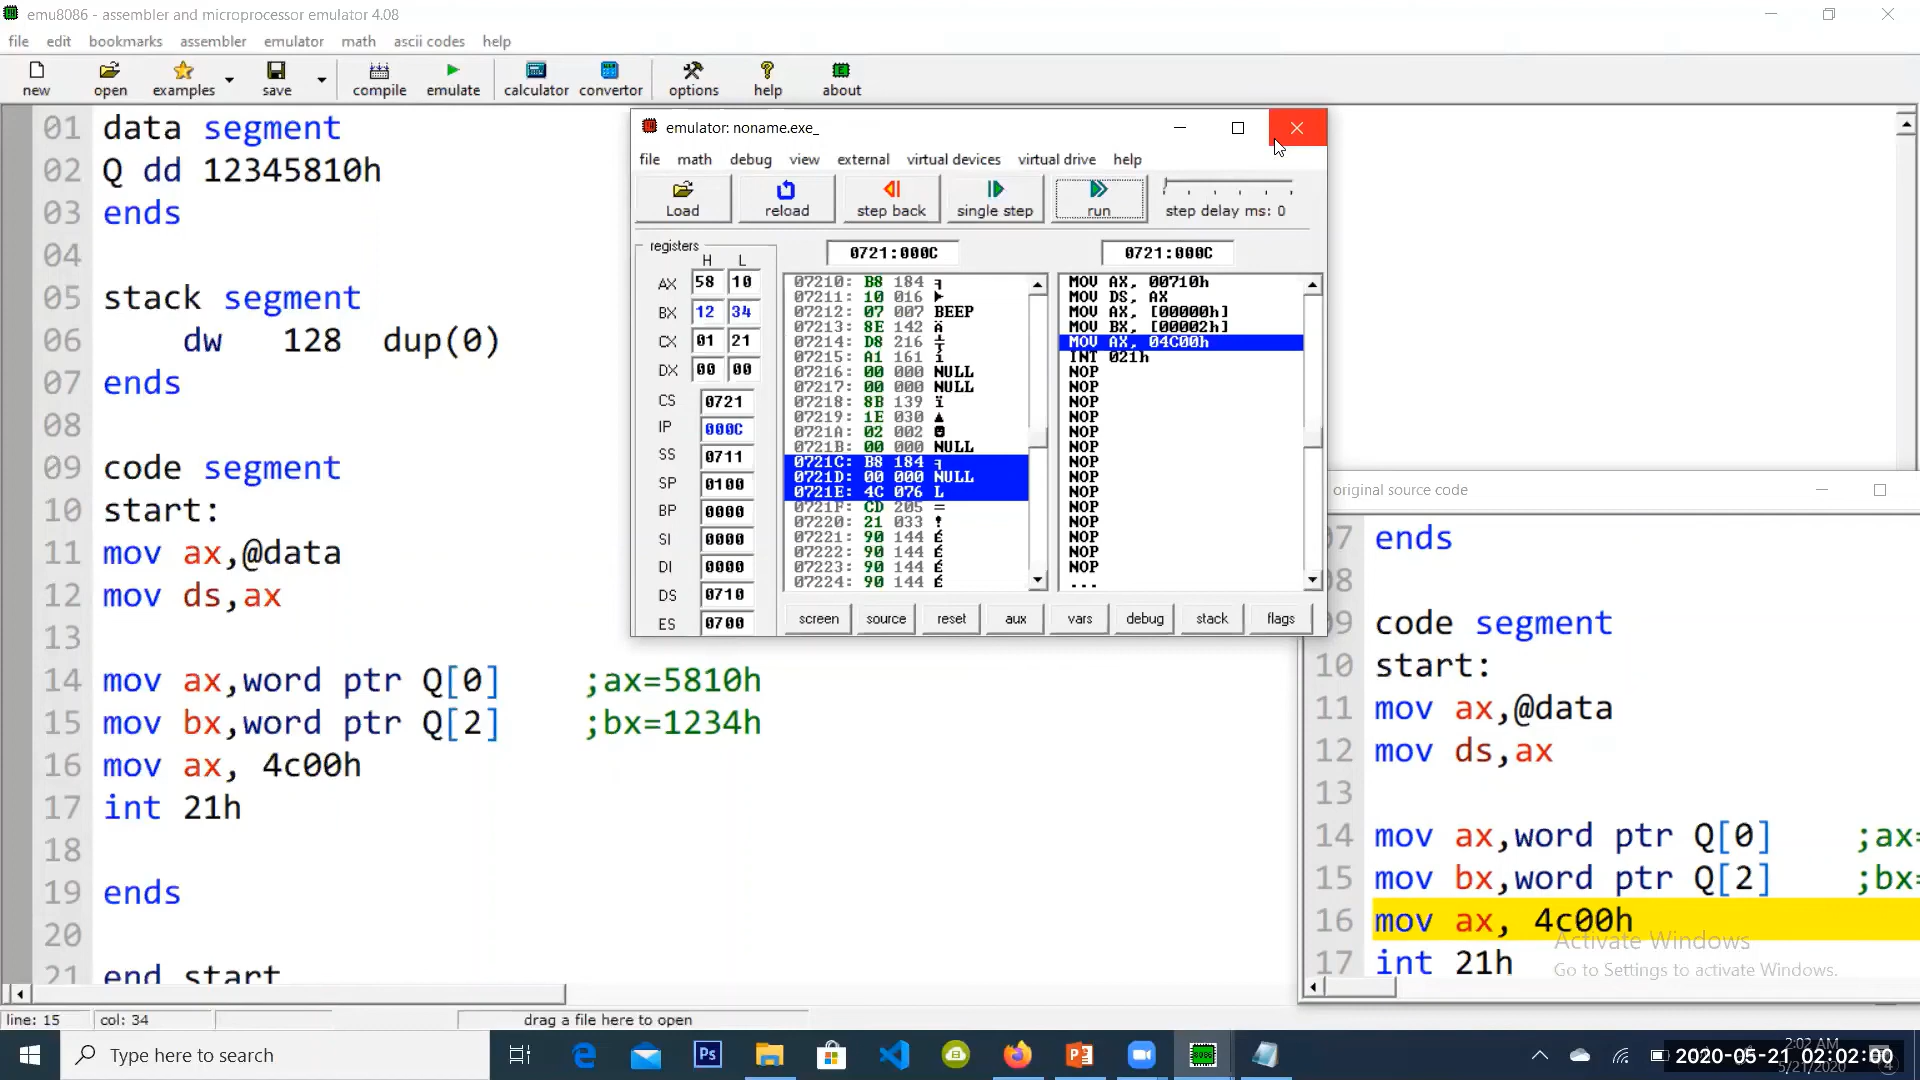 emu8086 - assembler and microprocessor emulator 4.08
file edit bookmarks assembler emulator math ascii codes help
new open examples save compile emulate calculator convertor options help about
01 data segment
02 Q dd 12345810h
03 ends
04
05 stack segment
06 dw 128 dup(0)
07 ends
08
09 code segment
10 start:
11 mov ax,@data
12 mov ds,ax
13
14 mov ax,word ptr Q[0] ;ax=5810h
15 mov bx,word ptr Q[2] ;bx=1234h
16 mov ax, 4c00h
17 int 21h
18
19 ends
20
21 end start
line: 15 col: 34 drag a file here to open
emulator: noname.exe_
file math debug view external virtual devices virtual drive help
Load reload step back single step run step delay ms: 0
registers 0721:000C 0721:000C
H L
AX 58 10
BX 12 34
CX 01 21
DX 00 00
CS 0721
IP 000C
SS 0711
SP 0100
BP 0000
SI 0000
DI 0000
DS 0710
ES 0700
07210: B8 184 ╕
07211: 10 016 ►
07212: 07 007 BEEP
07213: 8E 142 Ä
07214: D8 216 ╪
07215: A1 161 í
07216: 00 000 NULL
07217: 00 000 NULL
07218: 8B 139 ï
07219: 1E 030 ▲
0721A: 02 002 ☻
0721B: 00 000 NULL
0721C: B8 184 ╕
0721D: 00 000 NULL
0721E: 4C 076 L
0721F: CD 205 =
07220: 21 033 !
07221: 90 144 É
07222: 90 144 É
07223: 90 144 É
07224: 90 144 É
MOV AX, 00710h
MOV DS, AX
MOV AX, [00000h]
MOV BX, [00002h]
MOV AX, 04C00h
INT 021h
NOP
NOP
NOP
NOP
NOP
NOP
NOP
NOP
NOP
NOP
NOP
NOP
NOP
NOP
...
screen source reset aux vars debug stack flags
original source code
07 ends
08
09 code segment
10 start:
11 mov ax,@data
12 mov ds,ax
13
14 mov ax,word ptr Q[0] ;ax=
15 mov bx,word ptr Q[2] ;bx=
16 mov ax, 4c00h
17 int 21h
Activate Windows
Go to Settings to activate Windows.
Type here to search
2:02 AM
5/21/2020
2020-05-21 02:02:00